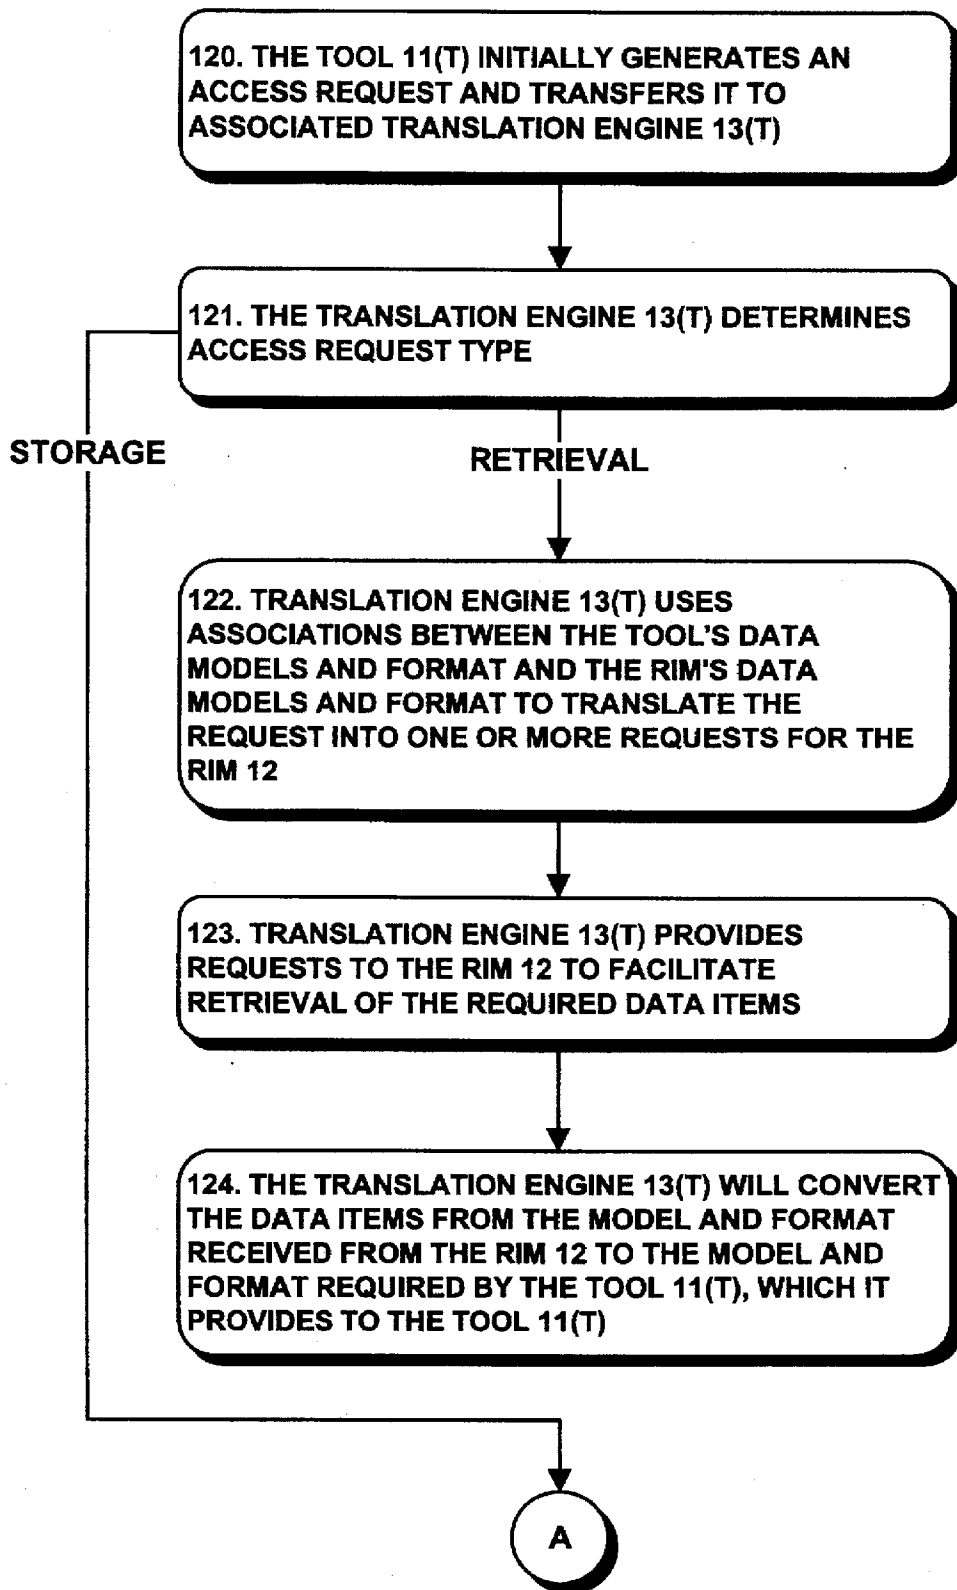 120. THE TOOL 11(T) INITIALLY GENERATES AN
ACCESS REQUEST AND TRANSFERS IT TO
ASSOCIATED TRANSLATION ENGINE 13(T)
121. THE TRANSLATION ENGINE 13(T) DETERMINES
ACCESS REQUEST TYPE
STORAGE
RETRIEVAL
122. TRANSLATION ENGINE 13(T) USES
ASSOCIATIONS BETWEEN THE TOOL'S DATA
MODELS AND FORMAT AND THE RIM'S DATA
MODELS AND FORMAT TO TRANSLATE THE
REQUEST INTO ONE OR MORE REQUESTS FOR THE
RIM 12
123. TRANSLATION ENGINE 13(T) PROVIDES
REQUESTS TO THE RIM 12 TO FACILITATE
RETRIEVAL OF THE REQUIRED DATA ITEMS
124. THE TRANSLATION ENGINE 13(T) WILL CONVERT
THE DATA ITEMS FROM THE MODEL AND FORMAT
RECEIVED FROM THE RIM 12 TO THE MODEL AND
FORMAT REQUIRED BY THE TOOL 11(T), WHICH IT
PROVIDES TO THE TOOL 11(T)
A